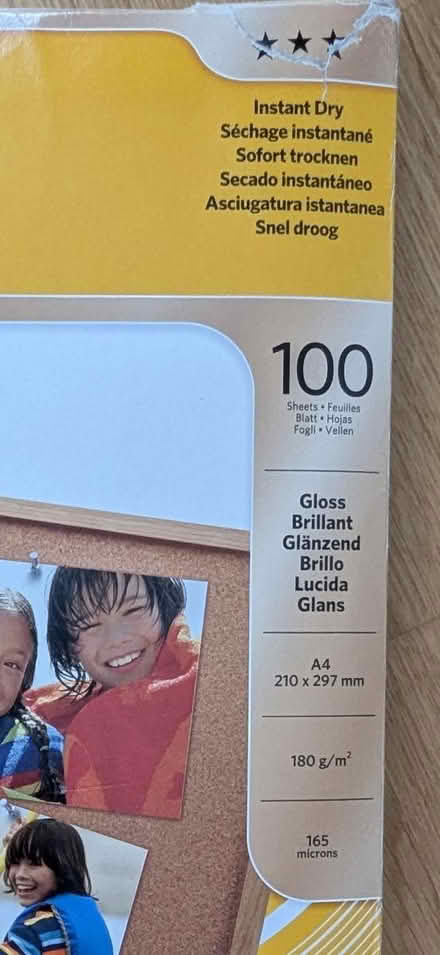 Instant Dry
Séchage instantané
Sofort trocknen
Secado instantáneo
Asciugatura istantanea
Snel droog
100
Sheets • Feuilles
Blatt • Hojas
Fogli • Vellen
Gloss
Brillant
Glänzend
Brillo
Lucida
Glans
A4
210 x 297 mm
180 g/m²
165
microns